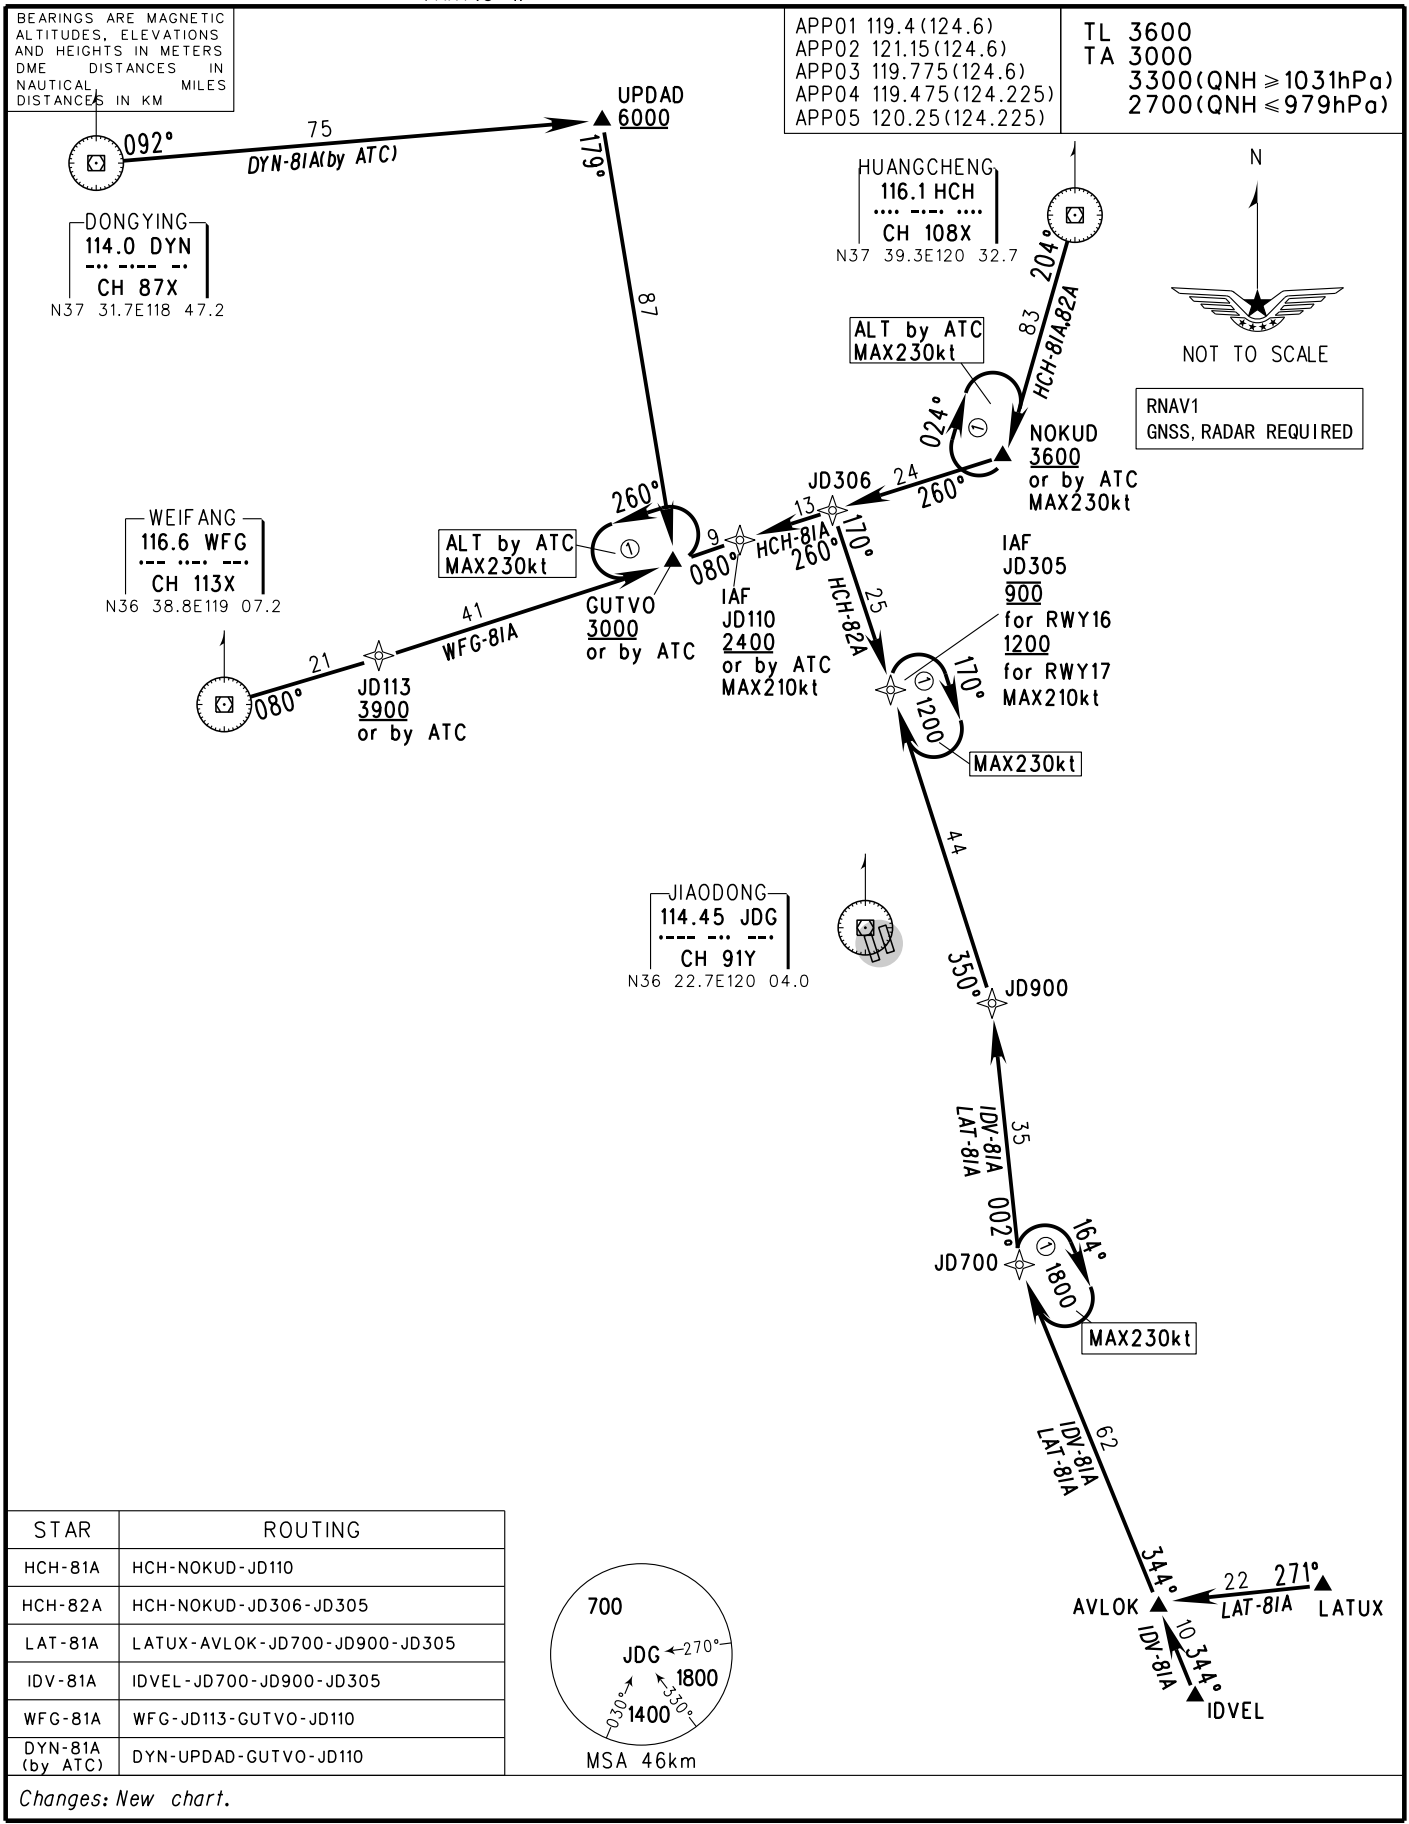 BEARINGS ARE MAGNETIC
ALTITUDES, ELEVATIONS
AND HEIGHTS IN METERS
DME DISTANCES IN
NAUTICAL MILES
DISTANCES IN KM
APP01 119.4(124.6)
APP02 121.15(124.6)
APP03 119.775(124.6)
APP04 119.475(124.225)
APP05 120.25(124.225)
TL 3600
TA 3000
3300(QNH ≥ 1031hPa)
2700(QNH ≤ 979hPa)
UPDAD
6000
092°
75
DYN-81A(by ATC)
179°
87
DONGYING
114.0 DYN
CH 87X
N37 31.7E118 47.2
HUANGCHENG
116.1 HCH
CH 108X
N37 39.3E120 32.7
204°
83
HCH-81A,82A
N
NOT TO SCALE
RNAV1
GNSS, RADAR REQUIRED
ALT by ATC
MAX230kt
024°
1
NOKUD
3600
or by ATC
MAX230kt
24
260°
JD306
13
HCH-81A
260°
170°
25
HCH-82A
260°
1
ALT by ATC
MAX230kt
9
080°
GUTVO
3000
or by ATC
IAF
JD110
2400
or by ATC
MAX210kt
IAF
JD305
900
for RWY16
1200
for RWY17
MAX210kt
WEIFANG
116.6 WFG
CH 113X
N36 38.8E119 07.2
41
WFG-81A
21
080°
JD113
3900
or by ATC
170°
1
1200
MAX230kt
44
JIAODONG
114.45 JDG
CH 91Y
N36 22.7E120 04.0
350°
JD900
35
IDV-81A
LAT-81A
002°
JD700
164°
1
1800
MAX230kt
62
IDV-81A
LAT-81A
344°
AVLOK
22
271°
LAT-81A
LATUX
10
344°
IDV-81A
IDVEL
STAR ROUTING
HCH-81A HCH-NOKUD-JD110
HCH-82A HCH-NOKUD-JD306-JD305
LAT-81A LATUX-AVLOK-JD700-JD900-JD305
IDV-81A IDVEL-JD700-JD900-JD305
WFG-81A WFG-JD113-GUTVO-JD110
DYN-81A
(by ATC) DYN-UPDAD-GUTVO-JD110
700
JDG
270°
1800
030°
1400
330°
MSA 46km
Changes: New chart.